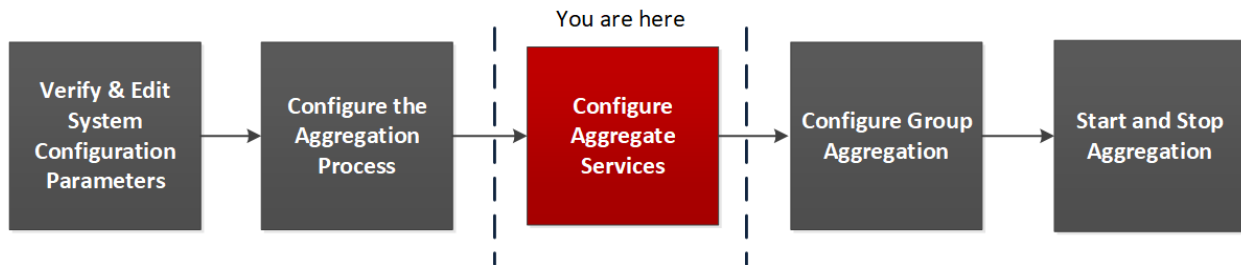 You are here
Verify & Edit
System
Configuration
Parameters
Configure the
Aggregation
Process
Configure
Aggregate
Services
Configure Group
Aggregation
Start and Stop
Aggregation